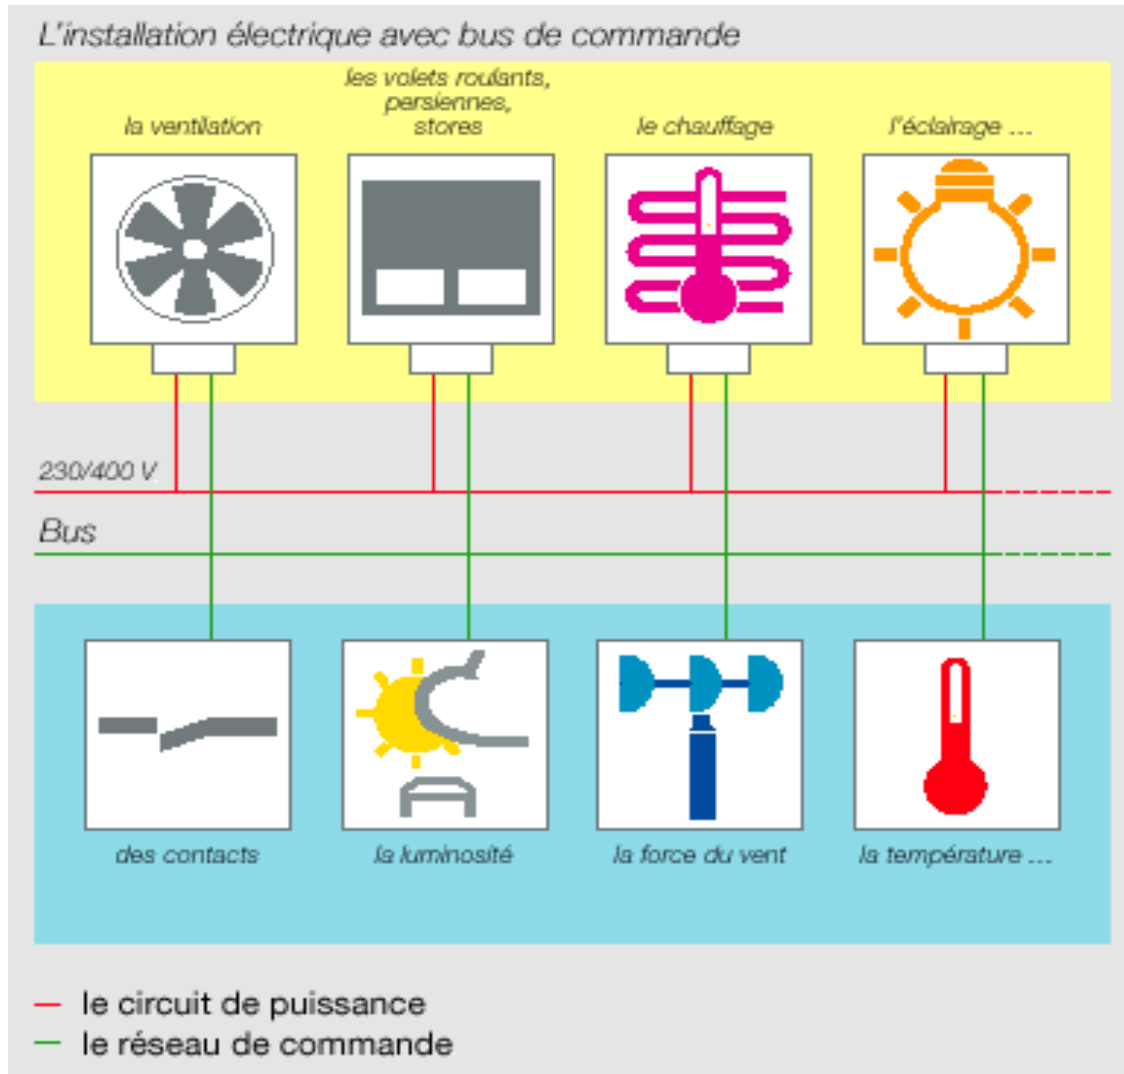 L'installation électrique avec bus de commande
les volets roulants,
persiennes,
stores
la ventilation
le chauffage
l'éclairage ...
230/400 V
Bus
des contacts
la luminosité
la force du vent
la température ...
le circuit de puissance
le réseau de commande